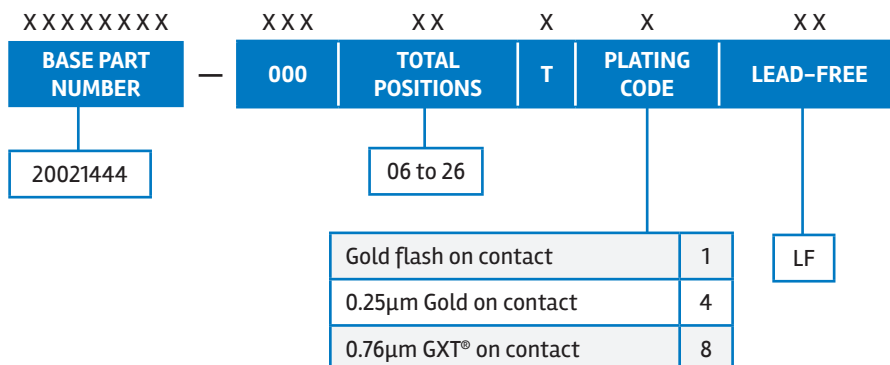 XXXXXXXX XXX XX X X XX
BASE PART NUMBER — 000 TOTAL POSITIONS T PLATING CODE LEAD-FREE
20021444 06 to 26
Gold flash on contact 1 LF
0.25μm Gold on contact 4
0.76μm GXT® on contact 8